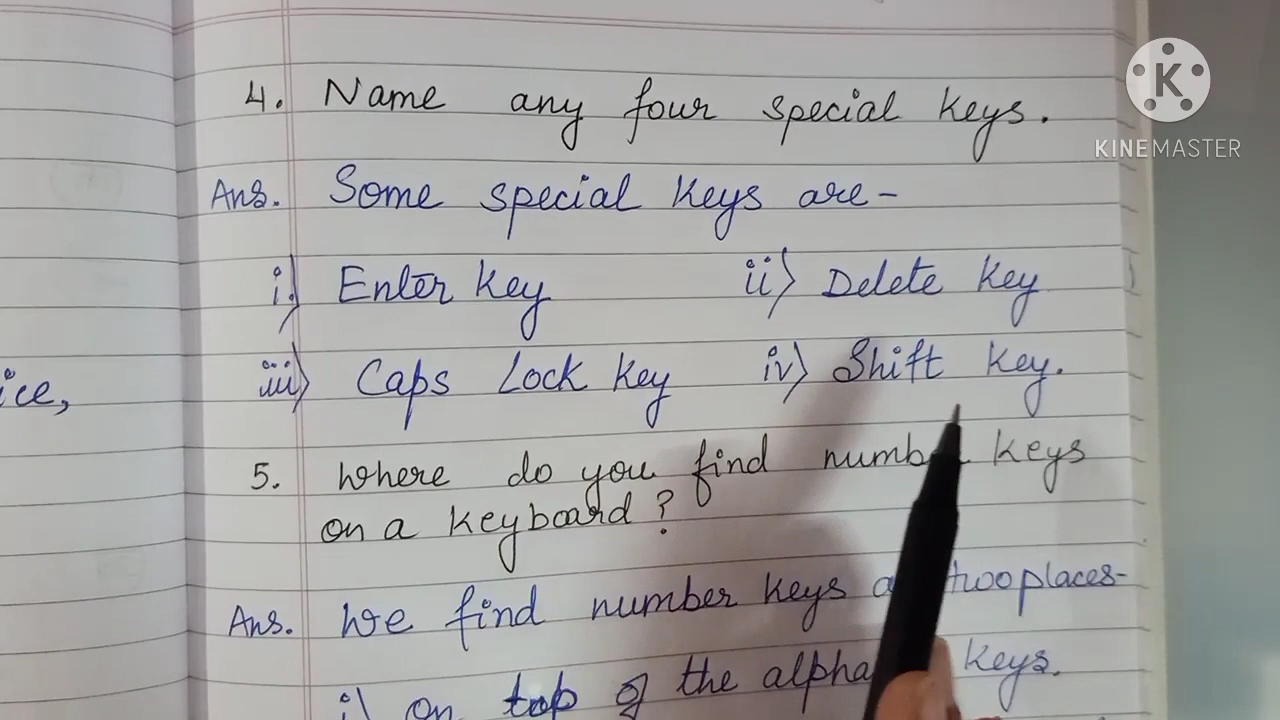 KINEMASTER
4. Name any four special keys.
Ans. Some special keys are-
i) Enter key ii) Delete key
iii) Caps Lock key iv) Shift key.
ice,
5. Where do you find number keys
on a keyboard?
Ans. We find number keys two places-
i) on top of the keys.